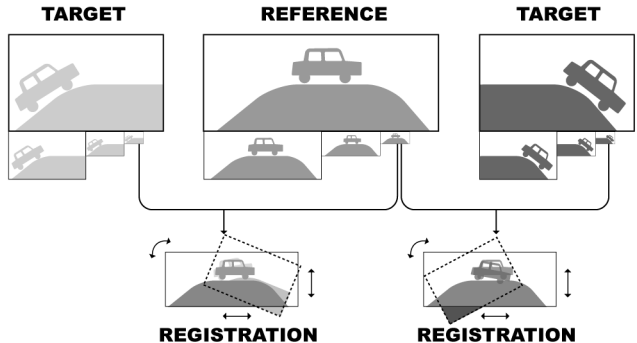 TARGET
REFERENCE
TARGET
REGISTRATION
REGISTRATION